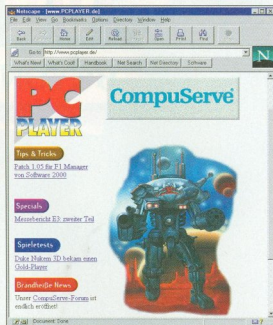 Netscape - [www.PCPLAYER.de]
File Edit View Go Bookmarks Options Directory Window Help
Back Home Edit Reload Open Print Find
Go to: http://www.pcplayer.de/
What's New! What's Cool! Handbook Net Search Net Directory Software
N
PC
PLAYER
CompuServe
Tips & Tricks
Patch 1.05 für F1 Manager
von Software 2000
Specials
Messebericht E3: zweiter Teil
Spieletests
Duke Nukem 3D bekam einen
Gold-Player
Brandheiße News
Unser CompuServe-Forum ist
endlich eröffnet!
Document: Done